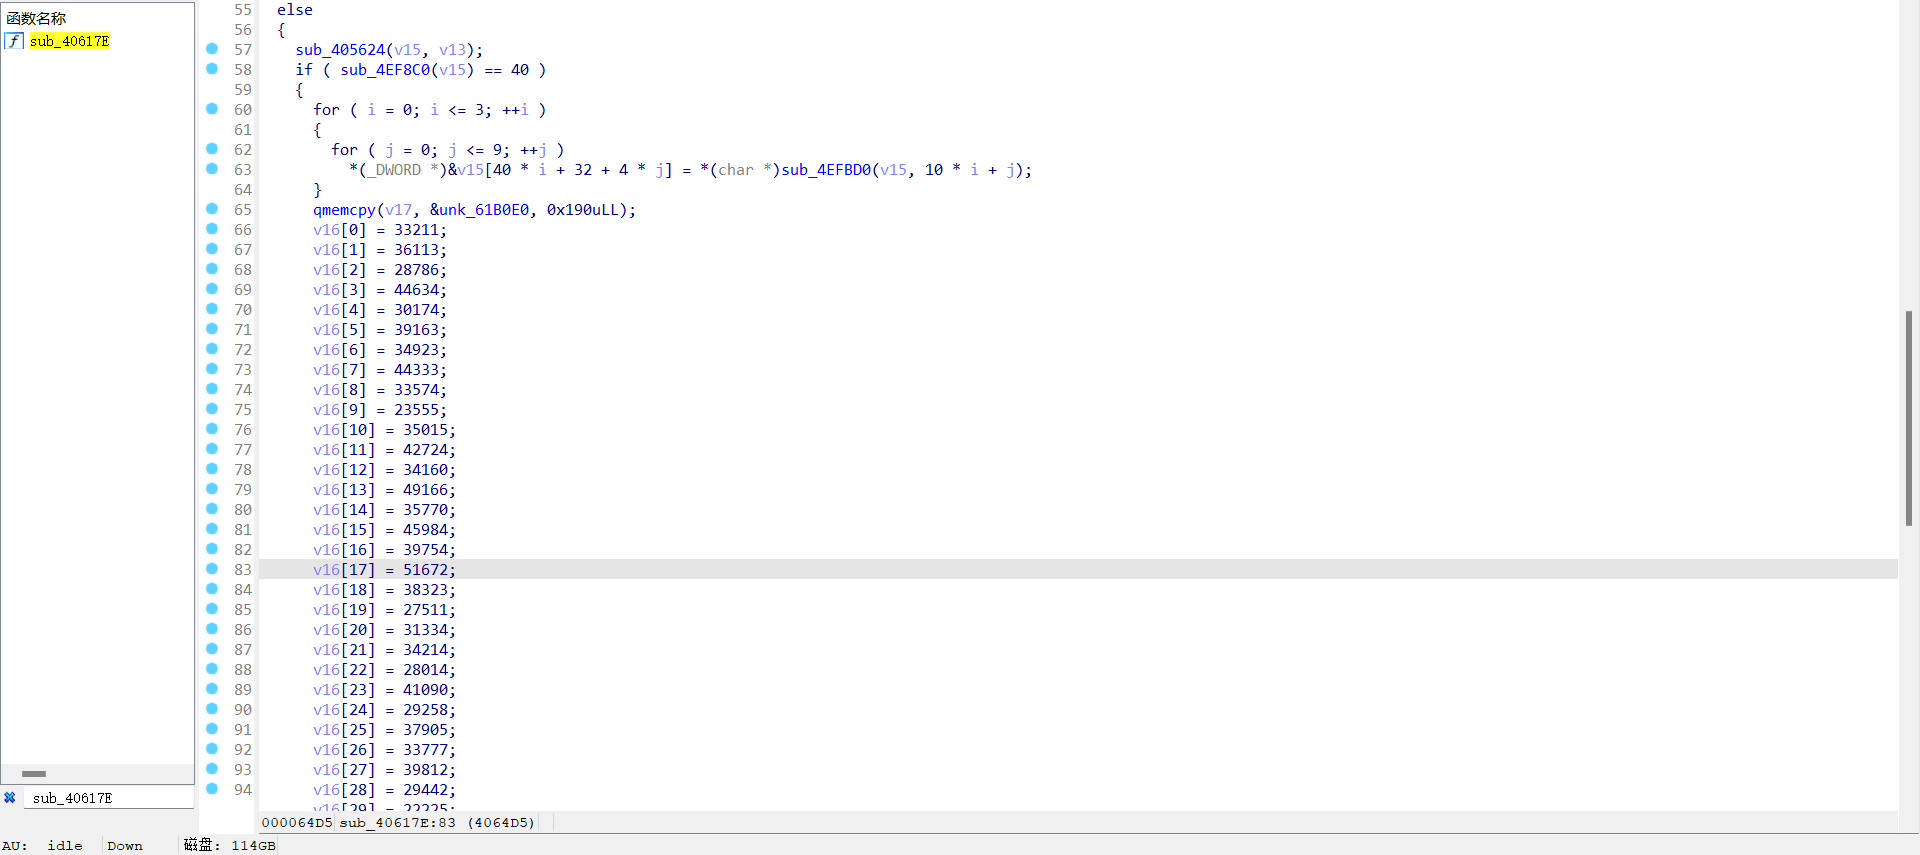 函数名称
f sub_40617E
55 else
56 {
57 sub_405624(v15, v13);
58 if ( sub_4EF8C0(v15) == 40 )
59 {
60 for ( i = 0; i <= 3; ++i )
61 {
62 for ( j = 0; j <= 9; ++j )
63 *(_DWORD *)&v15[40 * i + 32 + 4 * j] = *(char *)sub_4EFBD0(v15, 10 * i + j);
64 }
65 qmemcpy(v17, &unk_61B0E0, 0x190uLL);
66 v16[0] = 33211;
67 v16[1] = 36113;
68 v16[2] = 28786;
69 v16[3] = 44634;
70 v16[4] = 30174;
71 v16[5] = 39163;
72 v16[6] = 34923;
73 v16[7] = 44333;
74 v16[8] = 33574;
75 v16[9] = 23555;
76 v16[10] = 35015;
77 v16[11] = 42724;
78 v16[12] = 34160;
79 v16[13] = 49166;
80 v16[14] = 35770;
81 v16[15] = 45984;
82 v16[16] = 39754;
83 v16[17] = 51672;
84 v16[18] = 38323;
85 v16[19] = 27511;
86 v16[20] = 31334;
87 v16[21] = 34214;
88 v16[22] = 28014;
89 v16[23] = 41090;
90 v16[24] = 29258;
91 v16[25] = 37905;
92 v16[26] = 33777;
93 v16[27] = 39812;
94 v16[28] = 29442;
v16[29] = 22225;
sub_40617E
000064D5 sub_40617E:83 (4064D5)
AU: idle Down 磁盘: 114GB